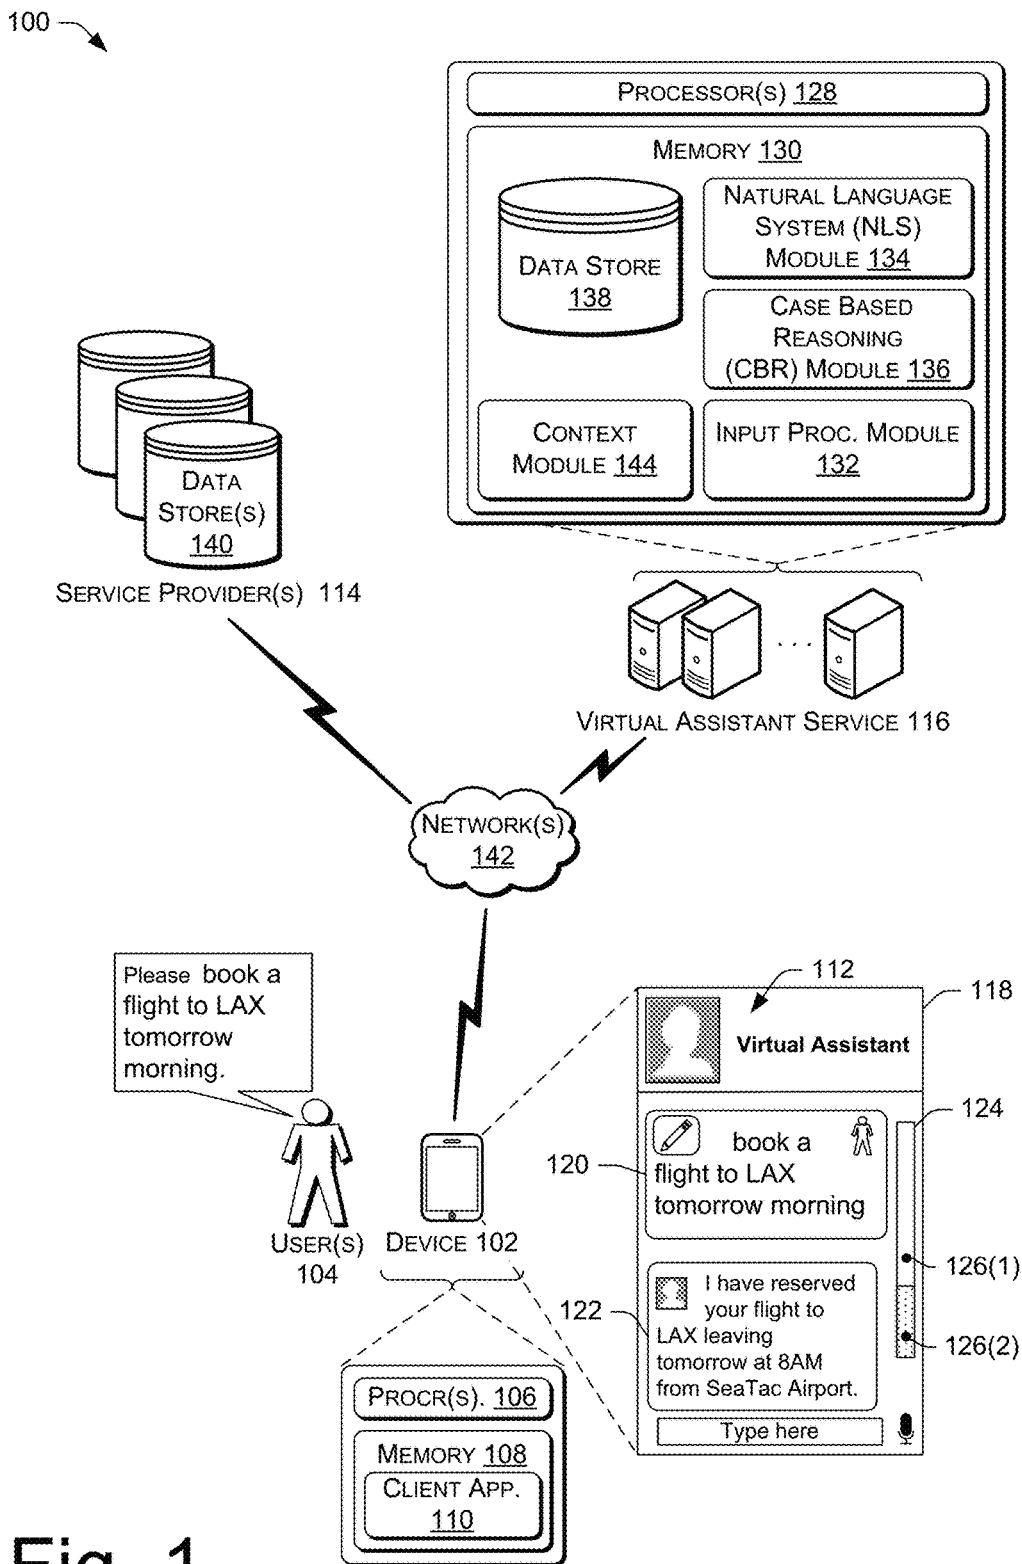 100
PROCESSOR(S) 128
MEMORY 130
NATURAL LANGUAGE
SYSTEM (NLS)
MODULE 134
DATA STORE
138
CASE BASED
REASONING
(CBR) MODULE 136
CONTEXT
MODULE 144
INPUT PROC. MODULE
132
DATA
STORE(S)
140
SERVICE PROVIDER(S) 114
. . .
VIRTUAL ASSISTANT SERVICE 116
NETWORK(S)
142
Please book a
flight to LAX
tomorrow
morning.
USER(S)
104
DEVICE 102
112
118
Virtual Assistant
124
120
book a
flight to LAX
tomorrow morning
126(1)
122
I have reserved
your flight to
LAX leaving
tomorrow at 8AM
from SeaTac Airport.
126(2)
Type here
PROCR(S). 106
MEMORY 108
CLIENT APP.
110
Fig. 1